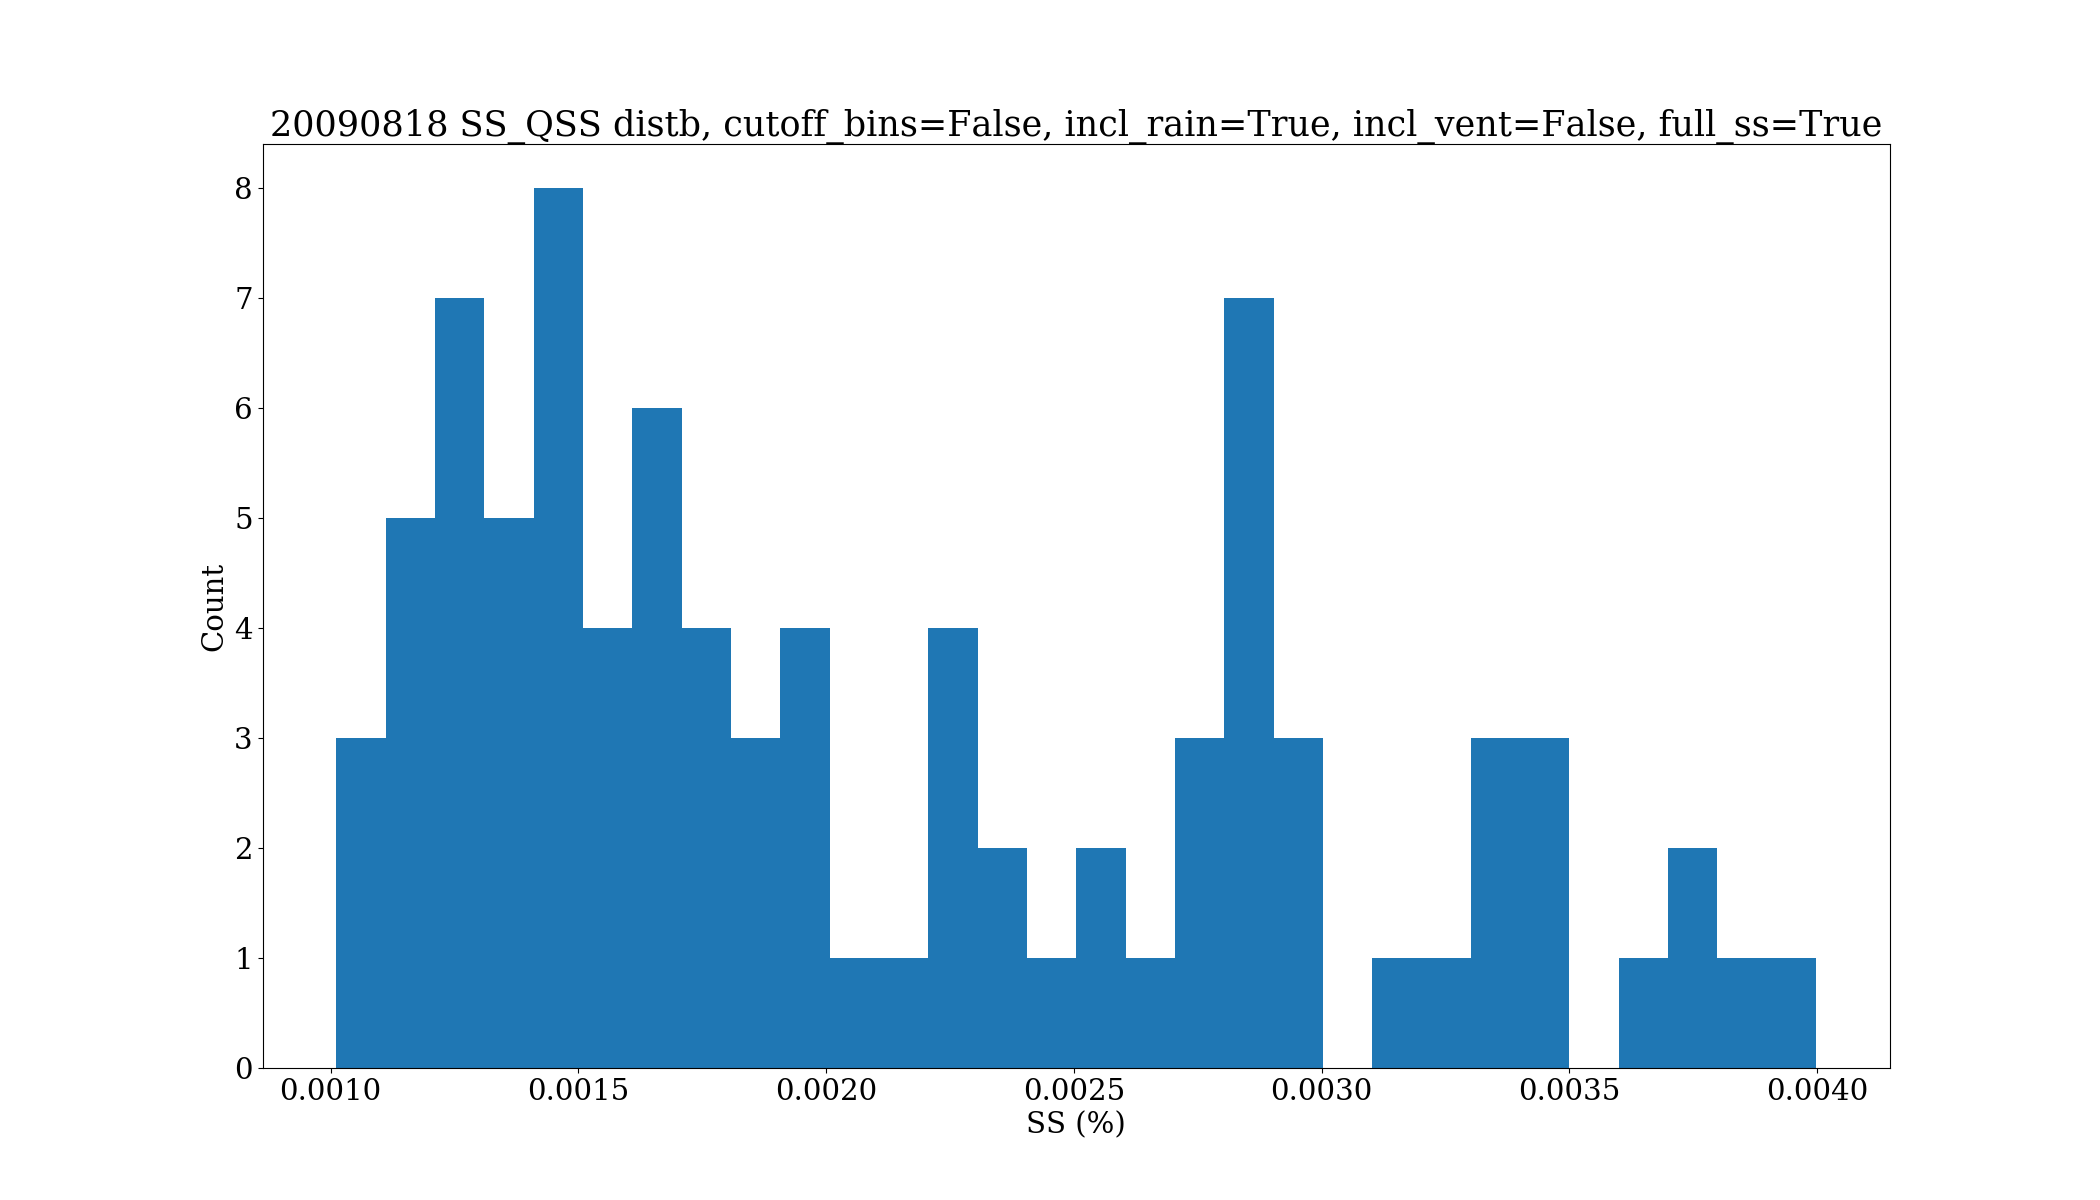 20090818 SS_QSS distb, cutoff_bins=False, incl_rain=True, incl_vent=False, full_ss=True
8
7
6
5
4
3
2
1
0
Count
0.0010 0.0015 0.0020 0.0025 0.0030 0.0035 0.0040
SS (%)